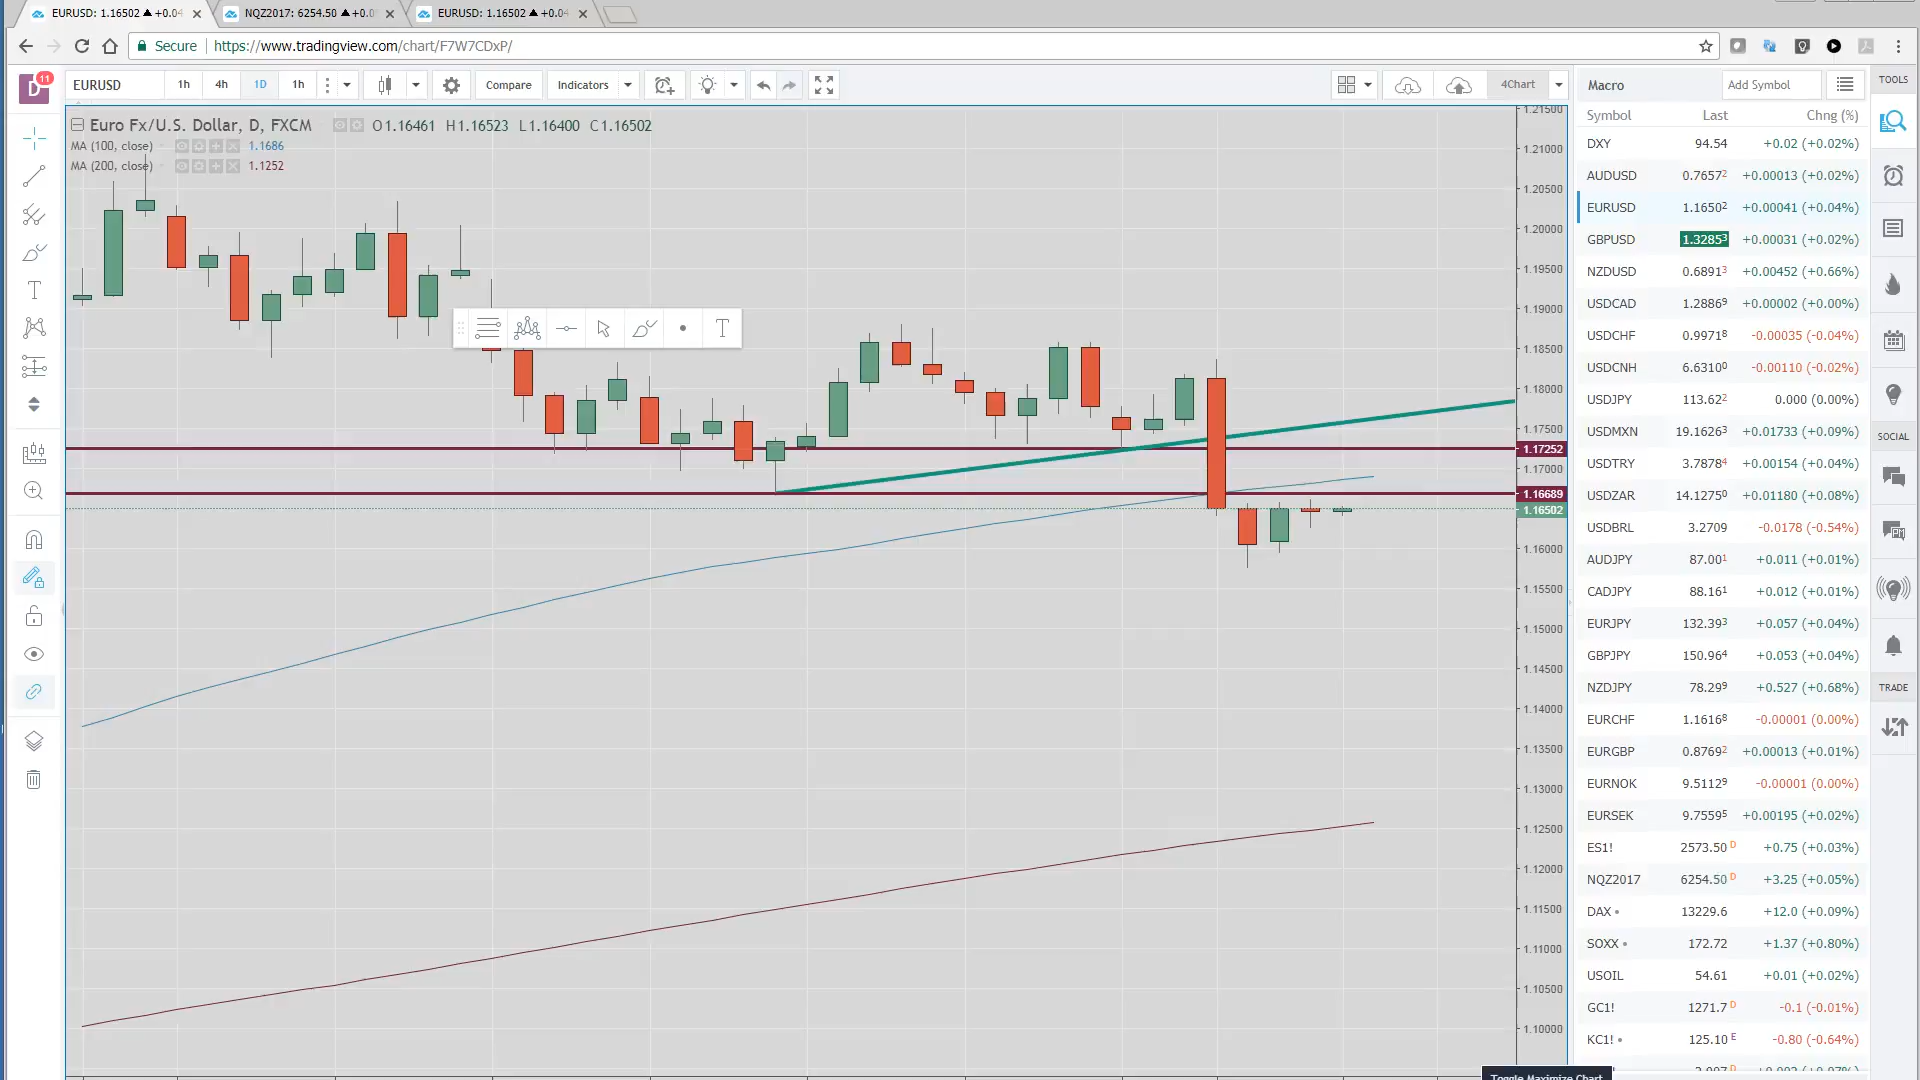 EURUSD: 1.16502 ▲ +0.04
NQZ2017: 6254.50 ▲ +0.0
EURUSD: 1.16502 ▲ +0.04
Secure https://www.tradingview.com/chart/F7W7CDxP/
D 11
EURUSD 1h 4h 1D 1h Compare Indicators 4Chart
Macro Add Symbol TOOLS
Euro Fx/U.S. Dollar, D, FXCM O1.16461 H1.16523 L1.16400 C1.16502
MA (100, close) 1.1686
MA (200, close) 1.1252
1.21500
1.21000
1.20500
1.20000
1.19500
1.19000
1.18500
1.18000
1.17500
1.17252
1.17000
1.16689
1.16502
1.16000
1.15500
1.15000
1.14500
1.14000
1.13500
1.13000
1.12500
1.12000
1.11500
1.11000
1.10500
1.10000
Symbol Last Chng (%)
DXY 94.54 +0.02 (+0.02%)
AUDUSD 0.7657² +0.00013 (+0.02%)
EURUSD 1.1650² +0.00041 (+0.04%)
GBPUSD 1.3285³ +0.00031 (+0.02%)
NZDUSD 0.6891³ +0.00452 (+0.66%)
USDCAD 1.2886⁹ +0.00002 (+0.00%)
USDCHF 0.9971⁸ -0.00035 (-0.04%)
USDCNH 6.6310⁰ -0.00110 (-0.02%)
USDJPY 113.62² 0.000 (0.00%)
USDMXN 19.1626³ +0.01733 (+0.09%)
USDTRY 3.7878⁴ +0.00154 (+0.04%)
USDZAR 14.1275⁰ +0.01180 (+0.08%)
USDBRL 3.2709 -0.0178 (-0.54%)
AUDJPY 87.00¹ +0.011 (+0.01%)
CADJPY 88.16¹ +0.012 (+0.01%)
EURJPY 132.39³ +0.057 (+0.04%)
GBPJPY 150.96⁴ +0.053 (+0.04%)
NZDJPY 78.29⁹ +0.527 (+0.68%)
EURCHF 1.1616⁸ -0.00001 (0.00%)
EURGBP 0.8769² +0.00013 (+0.01%)
EURNOK 9.5112⁹ -0.00001 (0.00%)
EURSEK 9.7559⁵ +0.00195 (+0.02%)
ES1! 2573.50 D +0.75 (+0.03%)
NQZ2017 6254.50 D +3.25 (+0.05%)
DAX • 13229.6 +12.0 (+0.09%)
SOXX • 172.72 +1.37 (+0.80%)
USOIL 54.61 +0.01 (+0.02%)
GC1! 1271.7 D -0.1 (-0.01%)
KC1! • 125.10 E -0.80 (-0.64%)
SOCIAL
TRADE
Toggle Maximize Chart